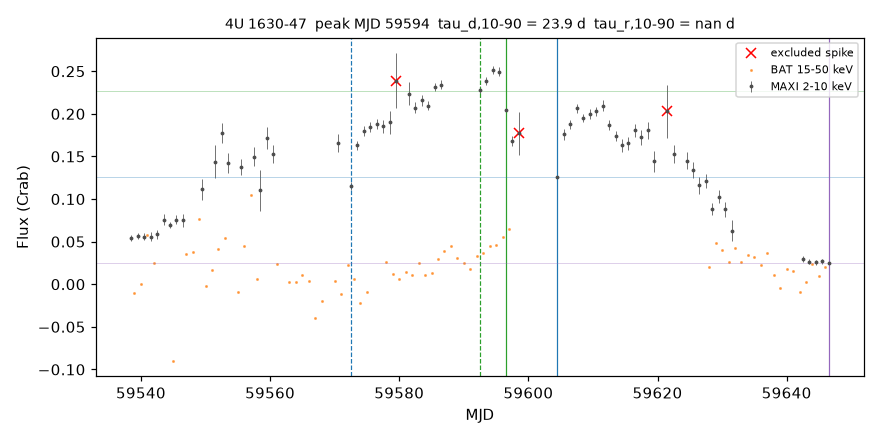 4U 1630-47  peak MJD 59594  tau_d,10-90 = 23.9 d  tau_r,10-90 = nan d
excluded spike
BAT 15-50 keV
MAXI 2-10 keV
Flux (Crab)
0.25
0.20
0.15
0.10
0.05
0.00
−0.05
−0.10
59540 59560 59580 59600 59620 59640
MJD